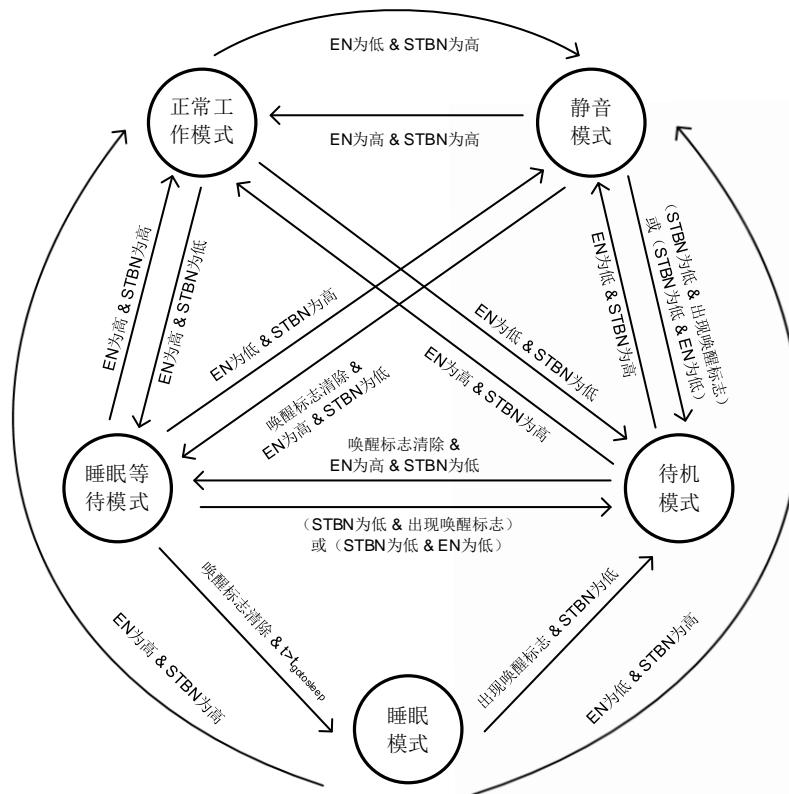 EN为低 & STBN为高
正常工
作模式
静音
模式
EN为高 & STBN为高
EN为高 & STBN为高
EN为高 & STBN为低
EN为低 & STBN为高
唤醒标志清除 &
EN为高 & STBN为低
EN为低 & STBN为低
EN为高 & STBN为高
EN为低 & STBN为高
(STBN为低 & 出现唤醒标志)
或(STBN为低 & EN为低)
睡眠等
待模式
唤醒标志清除 &
EN为高 & STBN为低
待机
模式
(STBN为低 & 出现唤醒标志)
或(STBN为低 & EN为低)
唤醒标志清除 & t>tgotosleep
出现唤醒标志 & STBN为低
EN为高 & STBN为高
EN为低 & STBN为高
睡眠
模式